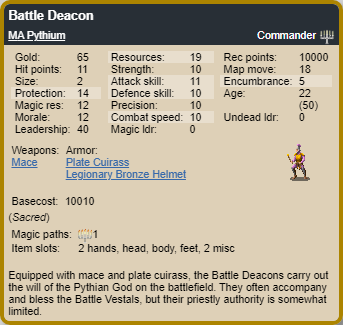 Battle Deacon
MA Pythium Commander
Gold: 65 Resources: 19 Rec points: 10000
Hit points: 11 Strength: 10 Map move: 18
Size: 2 Attack skill: 11 Encumbrance: 5
Protection: 14 Defence skill: 10 Age: 22
Magic res: 12 Precision: 10 (50)
Morale: 12 Combat speed: 10 Undead ldr: 0
Leadership: 40 Magic ldr: 0
Weapons: Armor:
Mace Plate Cuirass
Legionary Bronze Helmet
Basecost: 10010
(Sacred)
Magic paths: 1
Item slots: 2 hands, head, body, feet, 2 misc
Equipped with mace and plate cuirass, the Battle Deacons carry out
the will of the Pythian God on the battlefield. They often accompany
and bless the Battle Vestals, but their priestly authority is somewhat
limited.